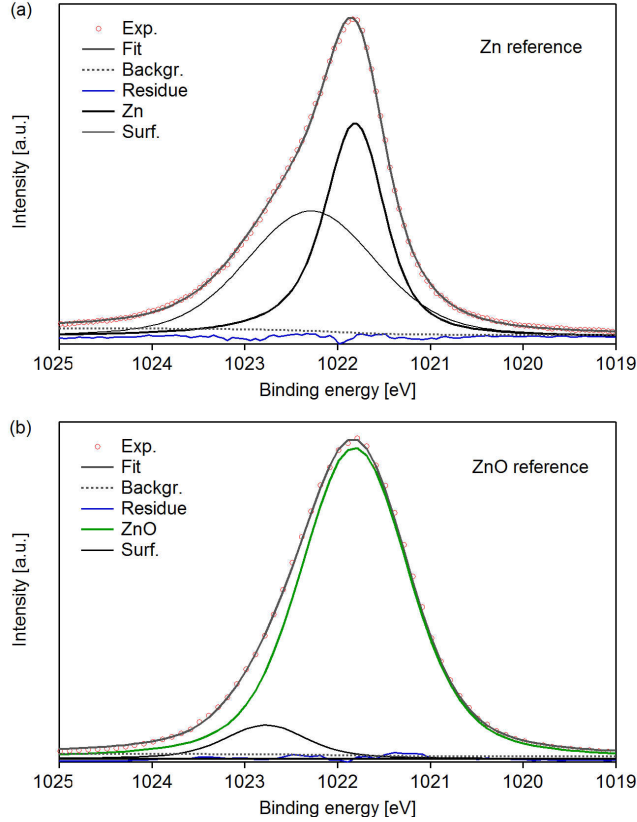 (a)
Exp.
Fit
Backgr.
Residue
Zn
Surf.
Zn reference
Intensity [a.u.]
1025 1024 1023 1022 1021 1020 1019
Binding energy [eV]
(b)
Exp.
Fit
Backgr.
Residue
ZnO
Surf.
ZnO reference
Intensity [a.u.]
1025 1024 1023 1022 1021 1020 1019
Binding energy [eV]